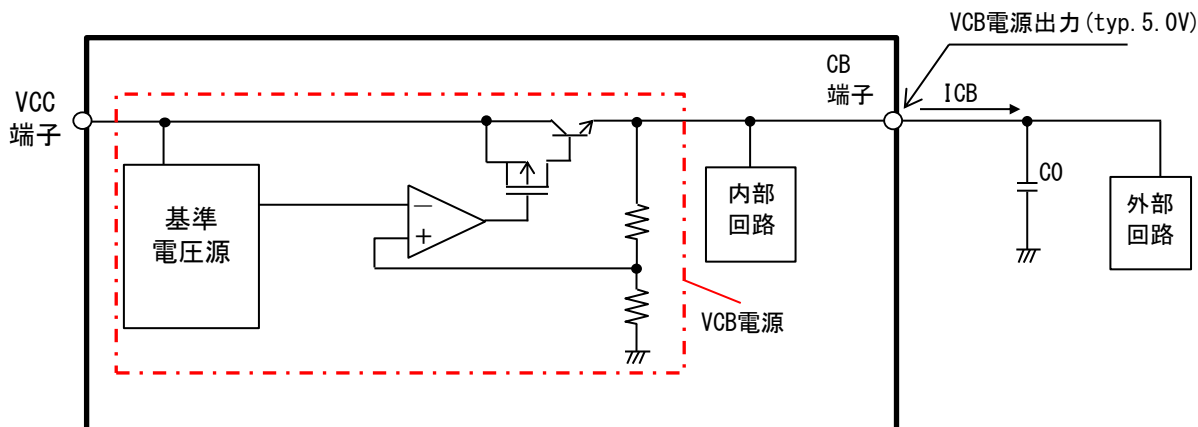 VCB電源出力(typ.5.0V)
CB
端子
ICB
VCC
端子
基準
電圧源
−
+
内部
回路
CO
外部
回路
VCB電源